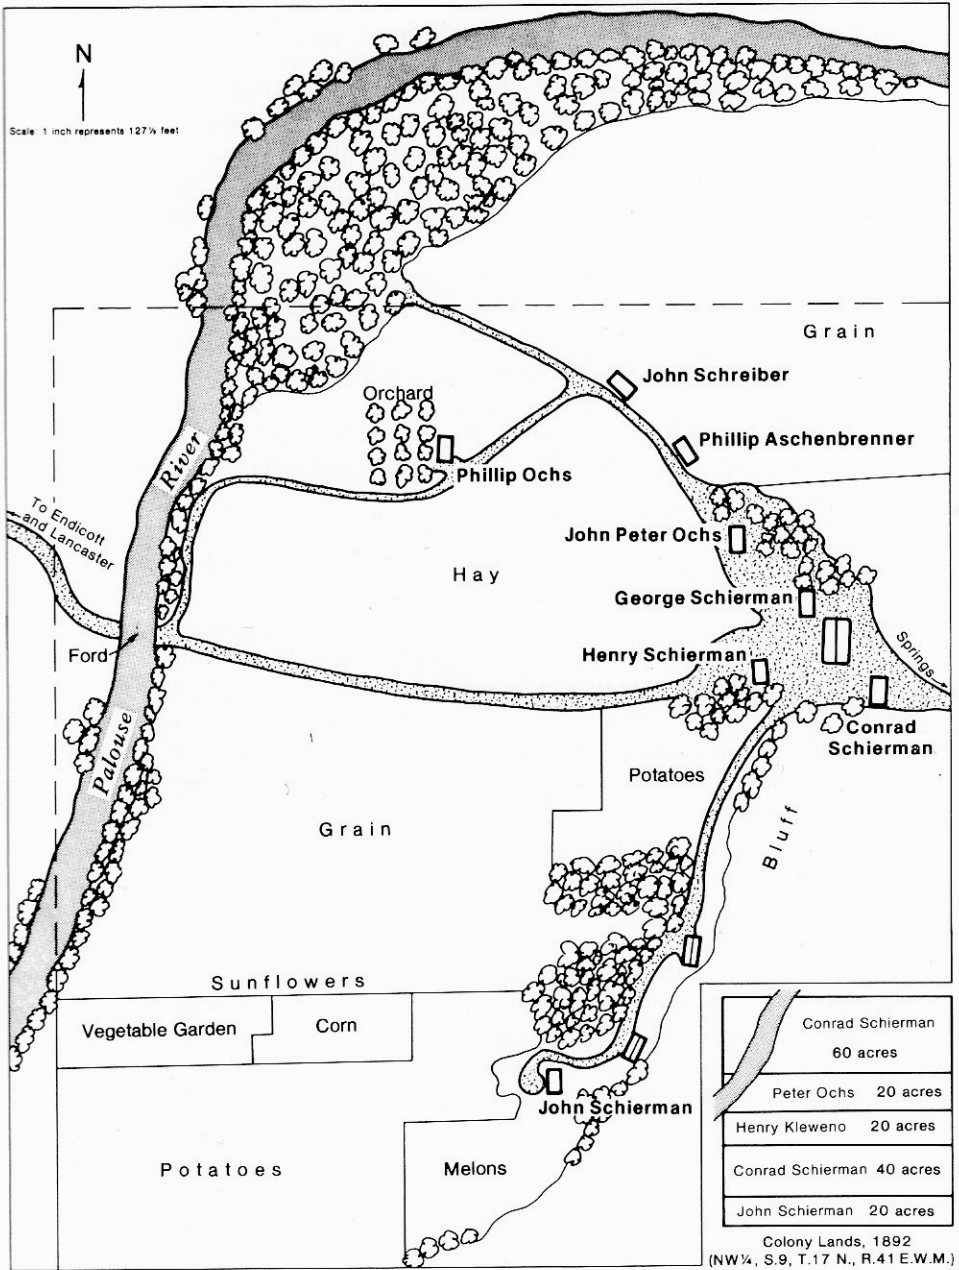 N
Scale: 1 inch represents 127½ feet
Grain
John Schreiber
Orchard
Phillip Aschenbrenner
Phillip Ochs
River
To Endicott
and Lancaster
John Peter Ochs
Hay
George Schierman
Henry Schierman
Springs
Ford
Conrad
Schierman
Palouse
Potatoes
Grain
Bluff
Sunflowers
Vegetable Garden
Corn
John Schierman
Potatoes
Melons
Conrad Schierman
60 acres
Peter Ochs 20 acres
Henry Kleweno 20 acres
Conrad Schierman 40 acres
John Schierman 20 acres
Colony Lands, 1892
(NW¼, S.9, T.17 N., R.41 E.W.M.)